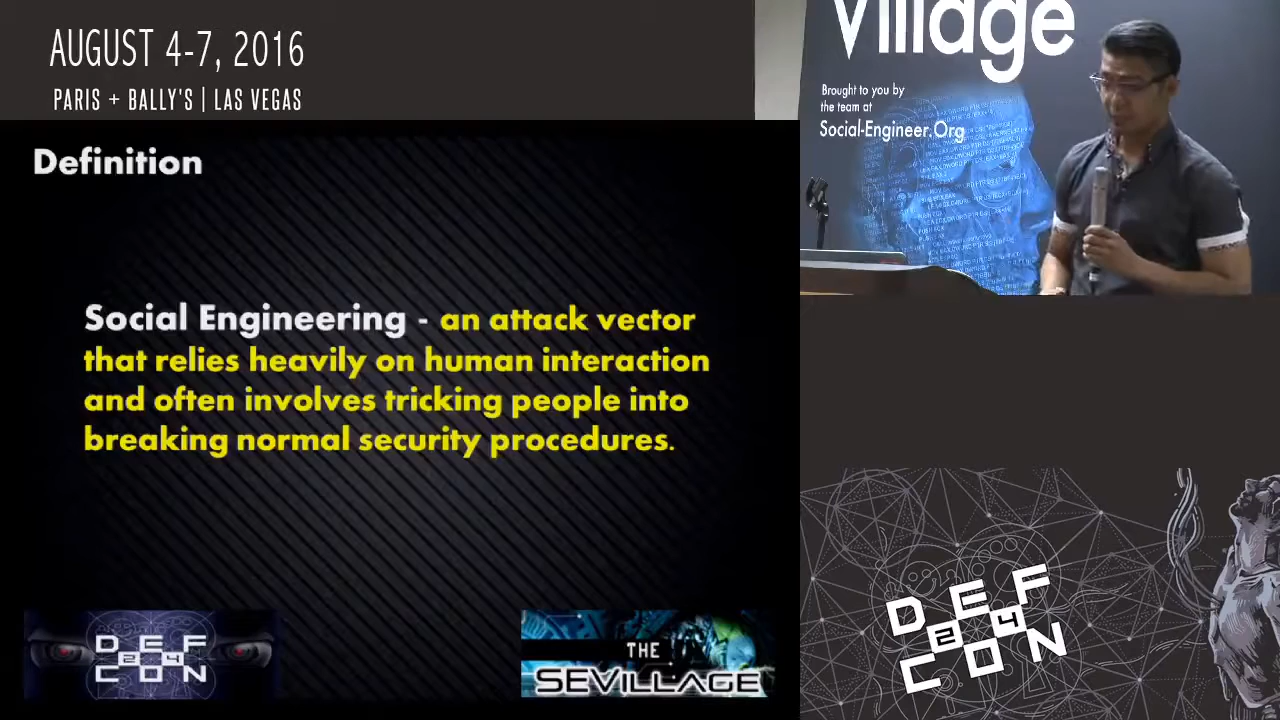 AUGUST 4-7, 2016
PARIS + BALLY'S | LAS VEGAS
Village
Brought to you by
the team at
Social-Engineer.Org
Definition
Social Engineering - an attack vector
that relies heavily on human interaction
and often involves tricking people into
breaking normal security procedures.
DEF
24
CON
THE
SEVILLAGE
DEF
24
CON